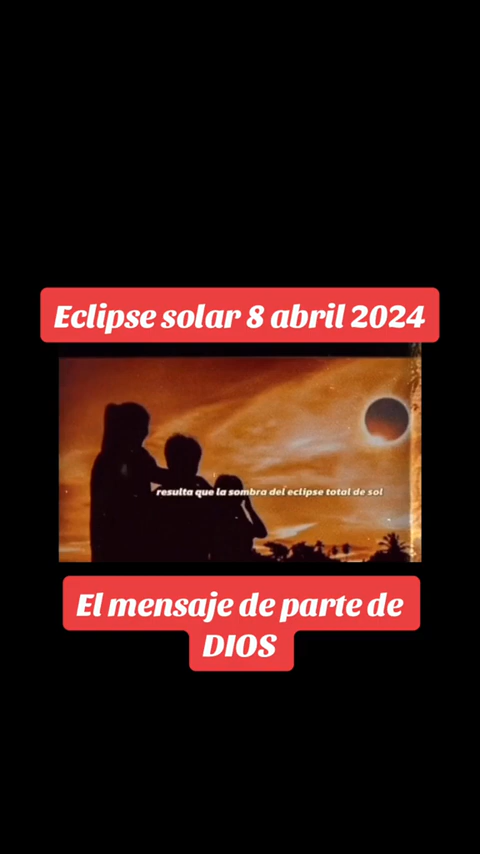 Eclipse solar 8 abril 2024
resulta que la sombra del eclipse total de sol
El mensaje de parte de
DIOS